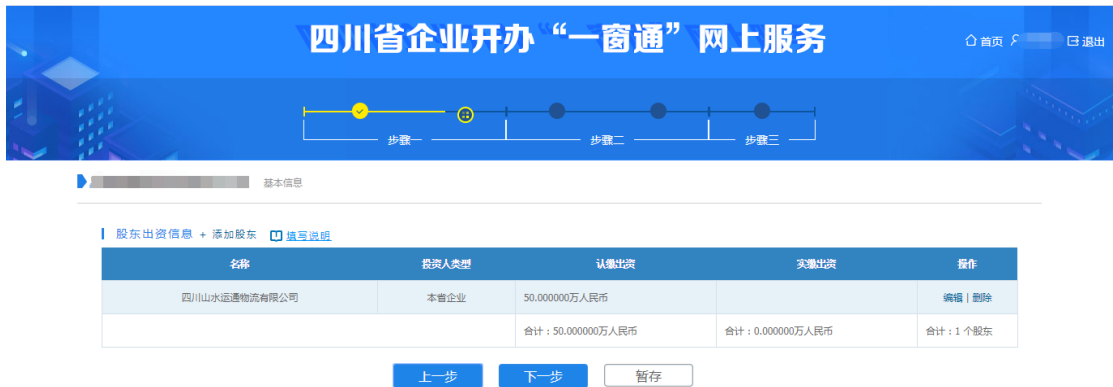 四川省企业开办“一窗通”网上服务
首页 退出
步骤一 步骤二 步骤三
基本信息
股东出资信息 + 添加股东 填写说明
名称 投资人类型 认缴出资 实缴出资 操作
四川山水运通物流有限公司 本省企业 50.000000万人民币 编辑 | 删除
合计：50.000000万人民币 合计：0.000000万人民币 合计：1 个股东
上一步 下一步 暂存